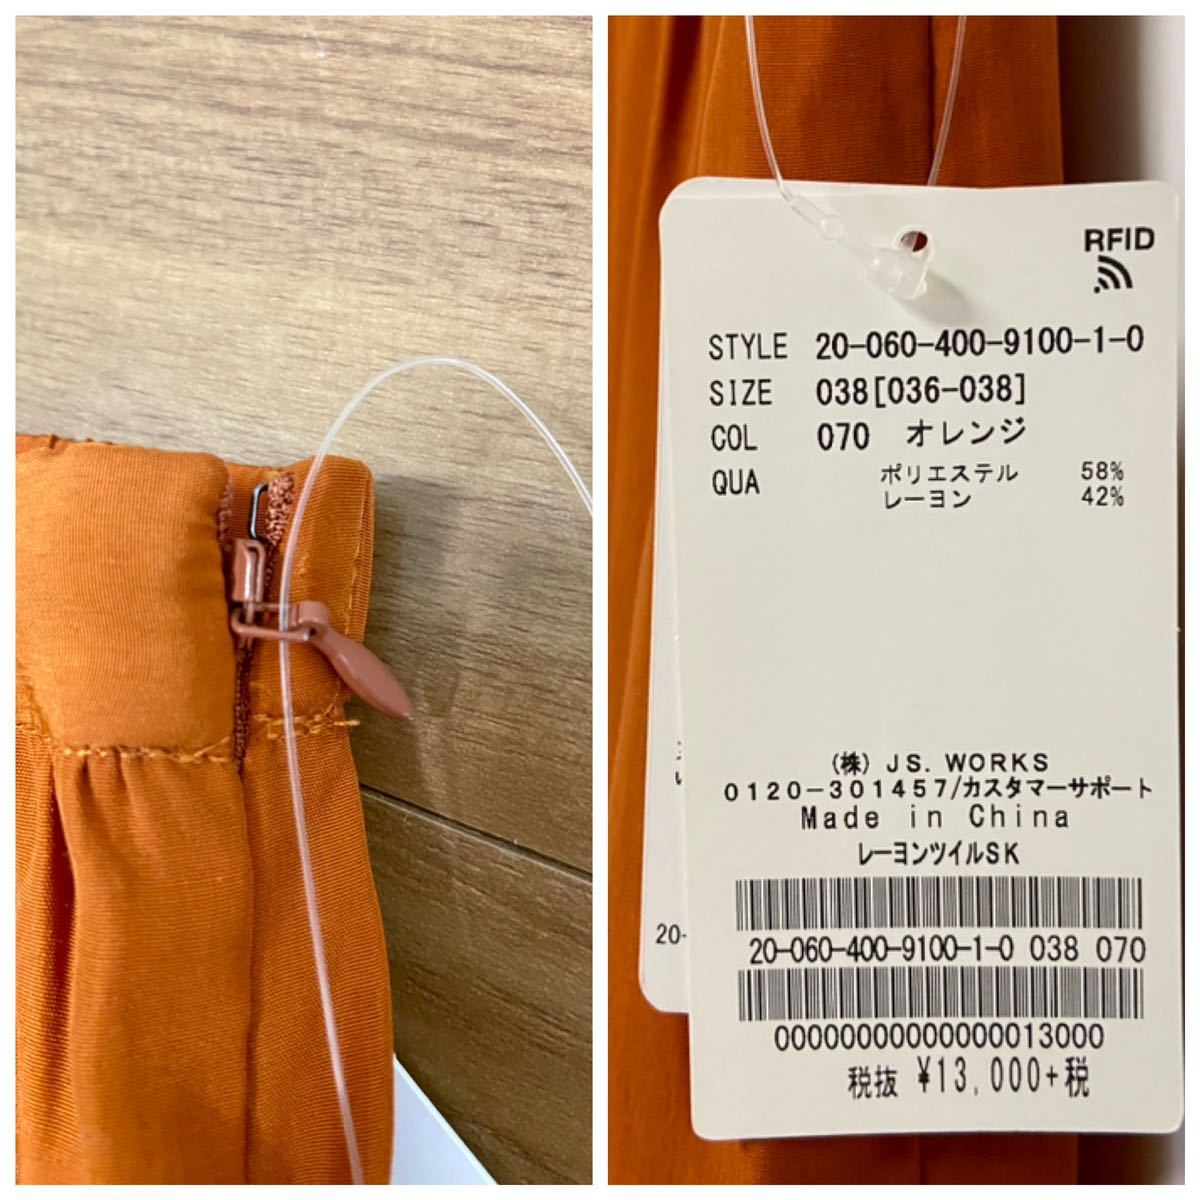 RFID
STYLE 20-060-400-9100-1-0
SIZE 038[036-038]
COL 070 オレンジ
QUA ポリエステル 58%
レーヨン 42%
(株) JS. WORKS
0120-301457/カスタマーサポート
Made in China
レーヨンツイルSK
20-060-400-9100-1-0 038 070
20-
00000000000000013000
税抜 ¥13,000+税